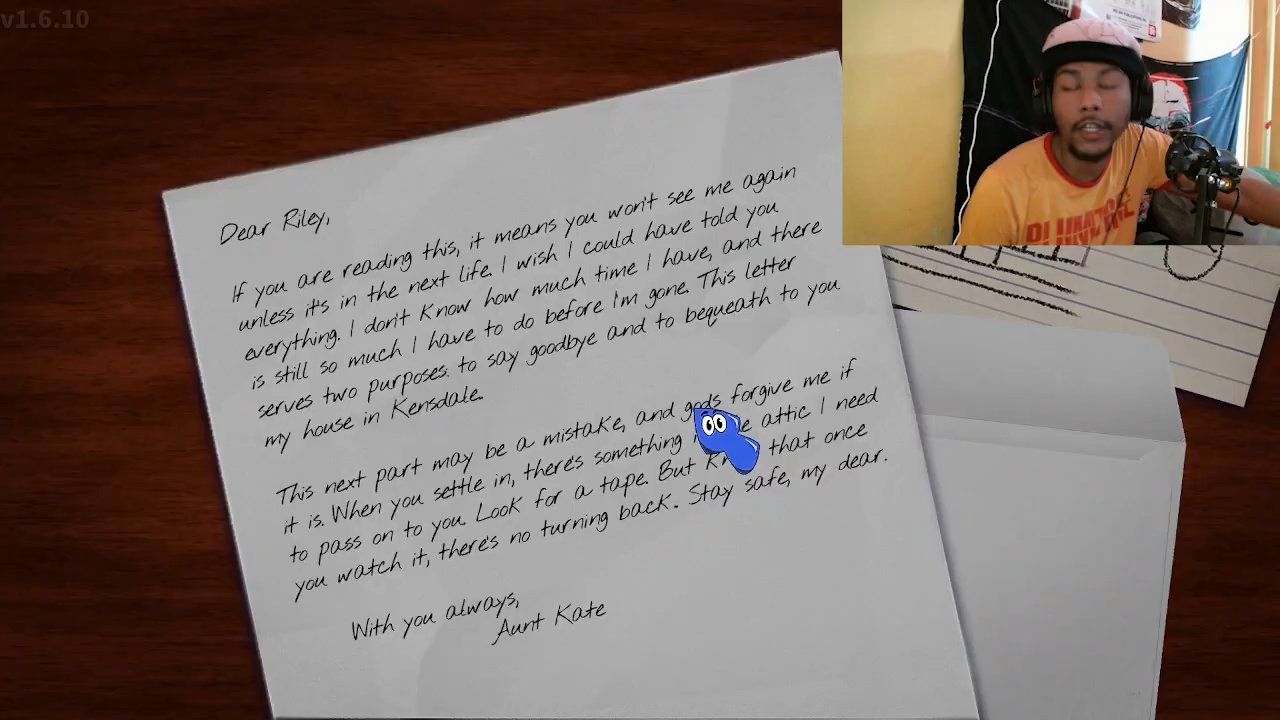 v1.6.10
Dear Riley,
If you are reading this, it means you won't see me again
unless it's in the next life. I wish I could have told you
everything. I don't know how much time I have, and there
is still so much I have to do before I'm gone. This letter
serves two purposes: to say goodbye and to bequeath to you
my house in Kensdale.
This next part may be a mistake, and gods forgive me if
it is. When you settle in, there's something attic I need
to pass on to you. Look for a tape. But that once
you watch it, there's no turning back. Stay safe, my dear.
With you always,
Aunt Kate